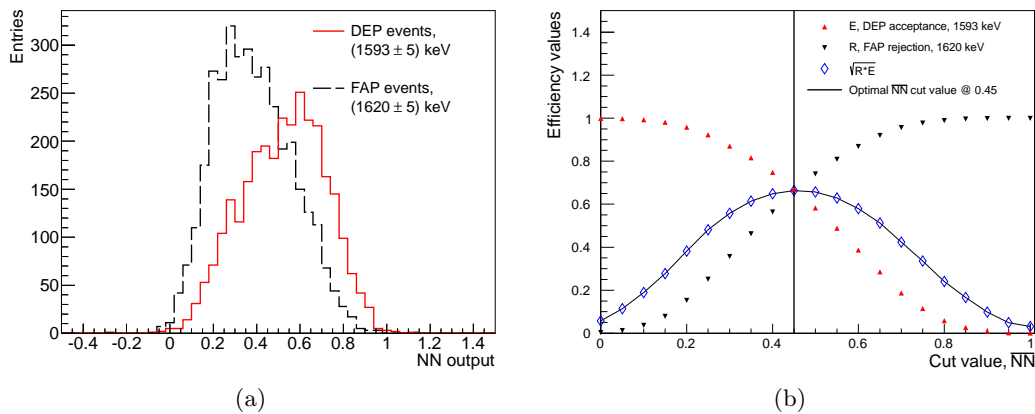 Entries
300
250
200
150
100
50
0
DEP events,
(1593 ± 5) keV
FAP events,
(1620 ± 5) keV
-0.4 -0.2 0 0.2 0.4 0.6 0.8 1 1.2 1.4
NN output
(a)
Efficiency values
1.4
1.2
1.0
0.8
0.6
0.4
0.2
0.0
E, DEP acceptance, 1593 keV
R, FAP rejection, 1620 keV
√R*E
Optimal N̅N̅ cut value @ 0.45
0.0 0.2 0.4 0.6 0.8 1
Cut value, N̅N̅
(b)